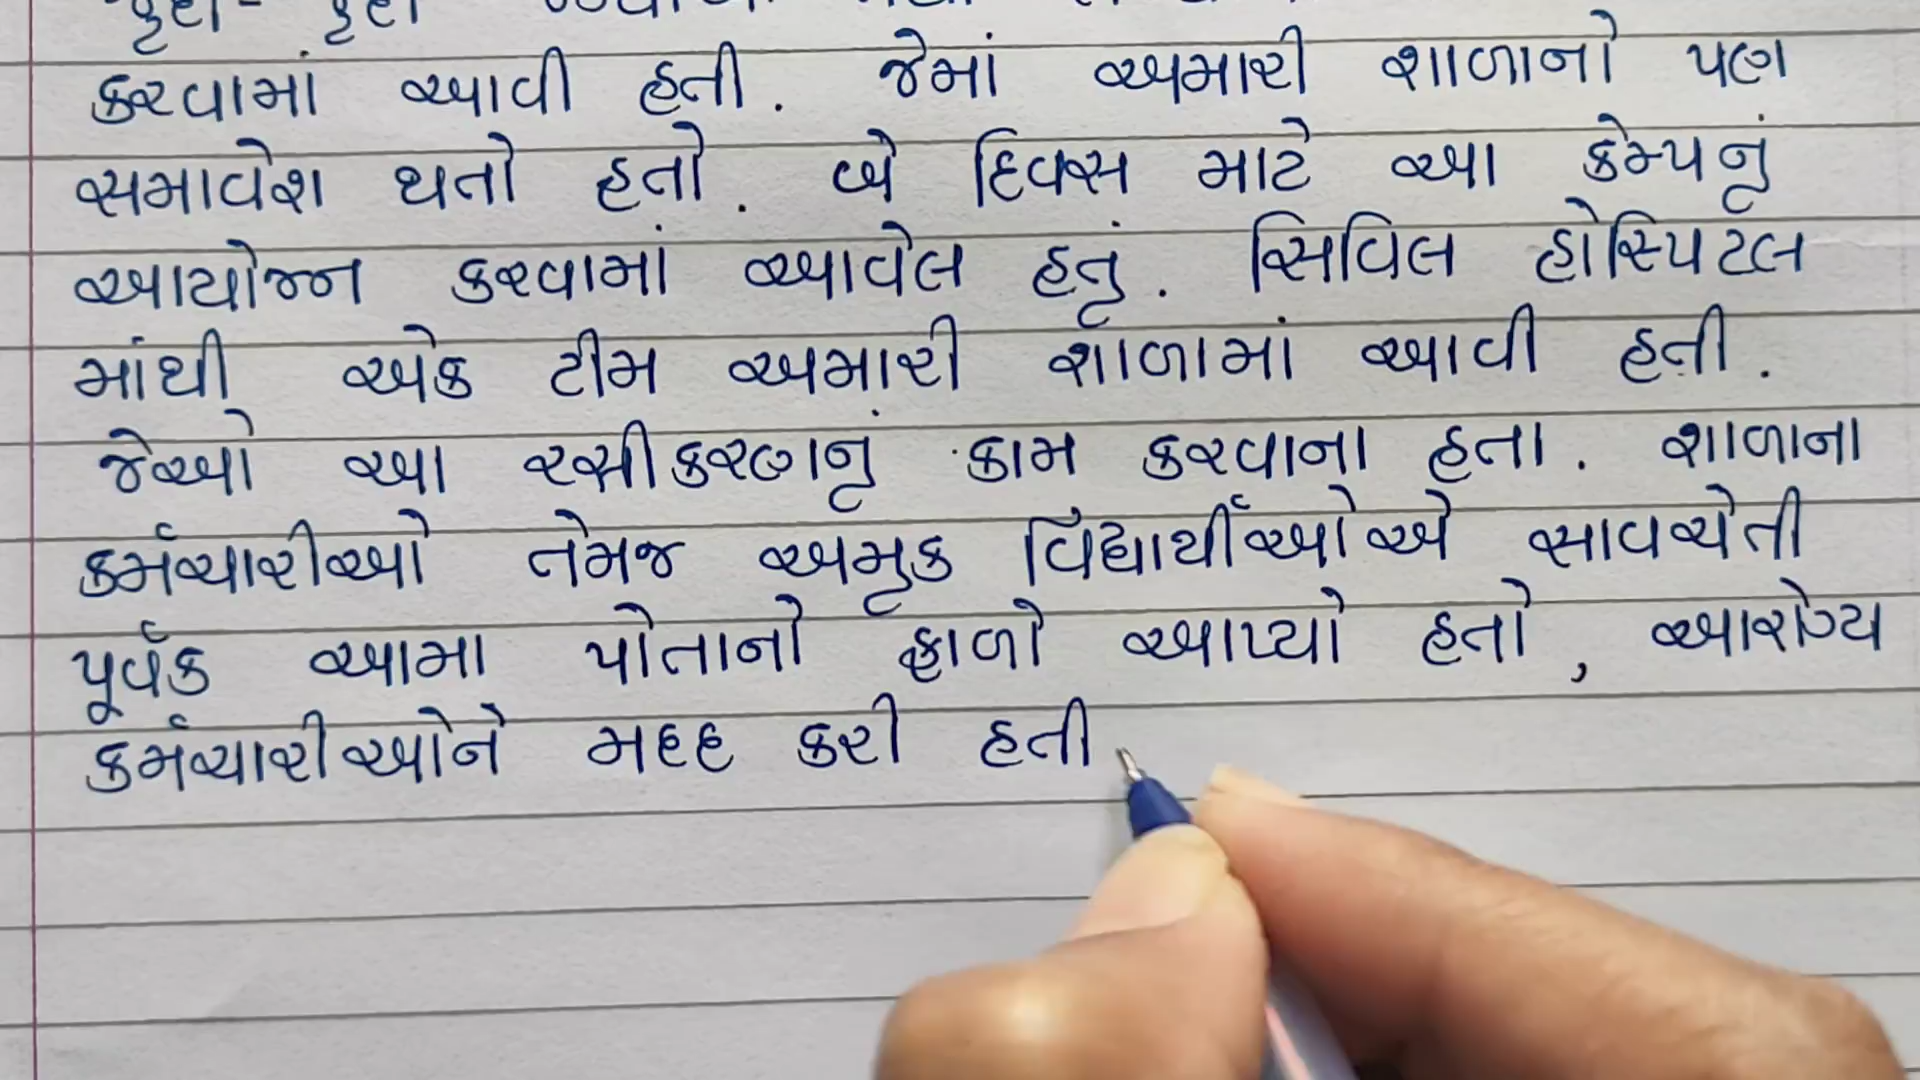 કરવામાં આવી હતી. જેમાં અમારી શાળાનો પણ
સમાવેશ થતો હતો. બે દિવસ માટે આ કેમ્પનું
આયોજન કરવામાં આવેલ હતું. સિવિલ હોસ્પિટલ
માંથી એક ટીમ અમારી શાળામાં આવી હતી.
જેઓ આ રસીકરણનું કામ કરવાના હતા. શાળાના
કર્મચારીઓ તેમજ અમુક વિદ્યાર્થીઓએ સાવચેતી
પૂર્વક આમા પોતાનો ફાળો આપ્યો હતો, આરોગ્ય
કર્મચારીઓને મદદ કરી હતી